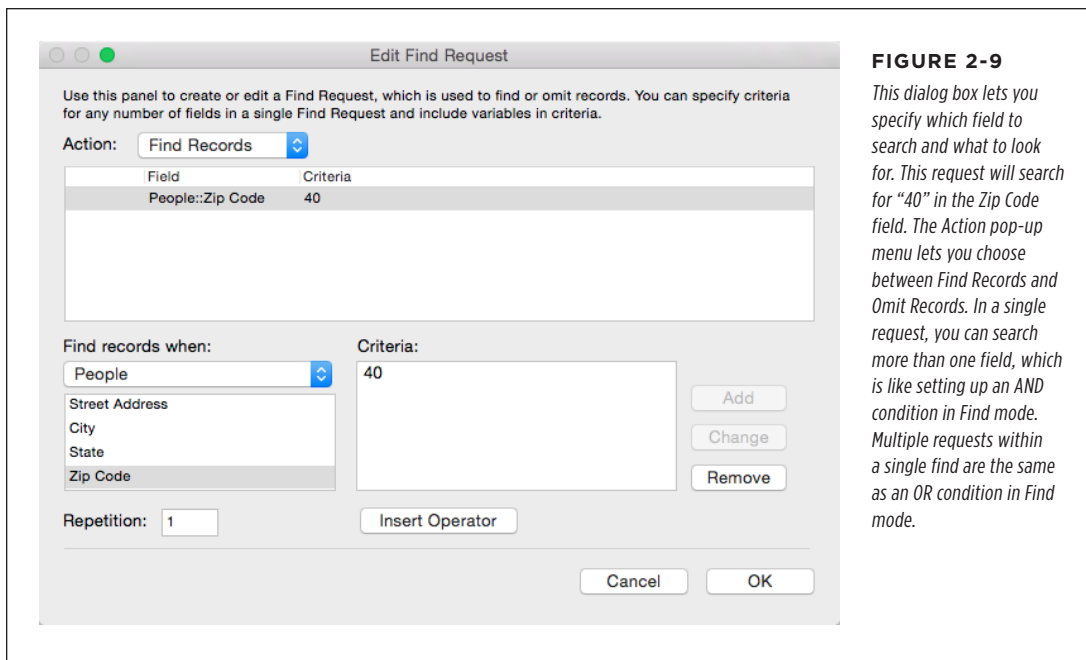 Edit Find Request
Use this panel to create or edit a Find Request, which is used to find or omit records. You can specify criteria
for any number of fields in a single Find Request and include variables in criteria.
Action: Find Records
Field Criteria
People::Zip Code 40
Find records when:
People
Street Address
City
State
Zip Code
Criteria:
40
Add
Change
Remove
Repetition: 1
Insert Operator
Cancel OK
FIGURE 2-9
This dialog box lets you
specify which field to
search and what to look
for. This request will search
for “40” in the Zip Code
field. The Action pop-up
menu lets you choose
between Find Records and
Omit Records. In a single
request, you can search
more than one field, which
is like setting up an AND
condition in Find mode.
Multiple requests within
a single find are the same
as an OR condition in Find
mode.